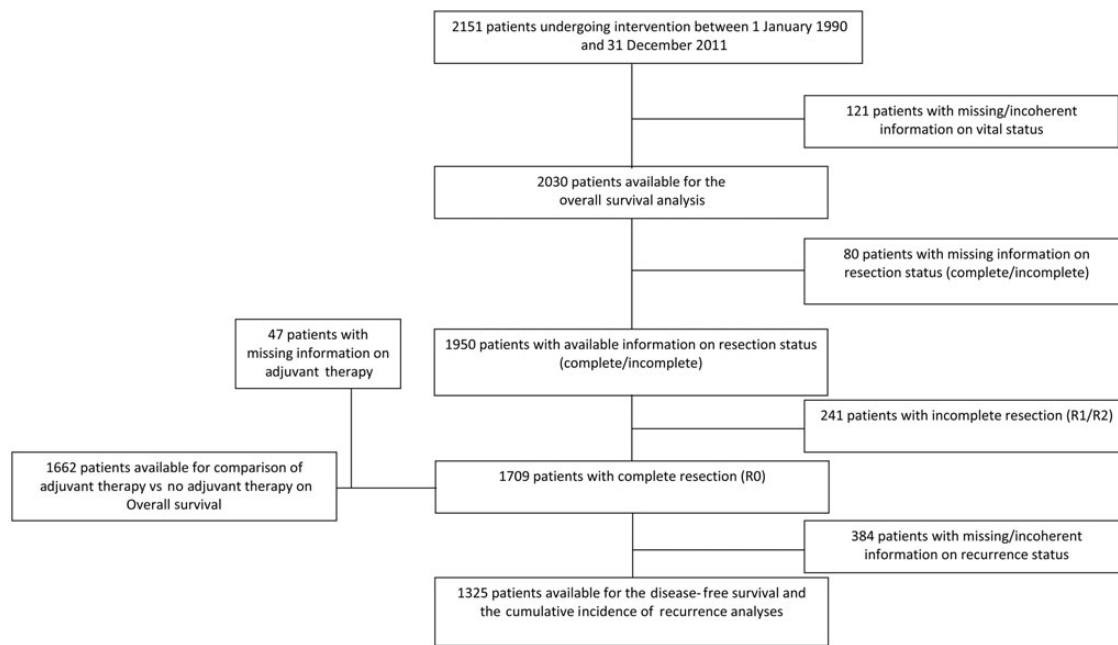 2151 patients undergoing intervention between 1 January 1990
and 31 December 2011
121 patients with missing/incoherent
information on vital status
2030 patients available for the
overall survival analysis
80 patients with missing information on
resection status (complete/incomplete)
47 patients with
missing information on
adjuvant therapy
1950 patients with available information on resection status
(complete/incomplete)
241 patients with incomplete resection (R1/R2)
1662 patients available for comparison of
adjuvant therapy vs no adjuvant therapy on
Overall survival
1709 patients with complete resection (R0)
384 patients with missing/incoherent
information on recurrence status
1325 patients available for the disease-free survival and
the cumulative incidence of recurrence analyses